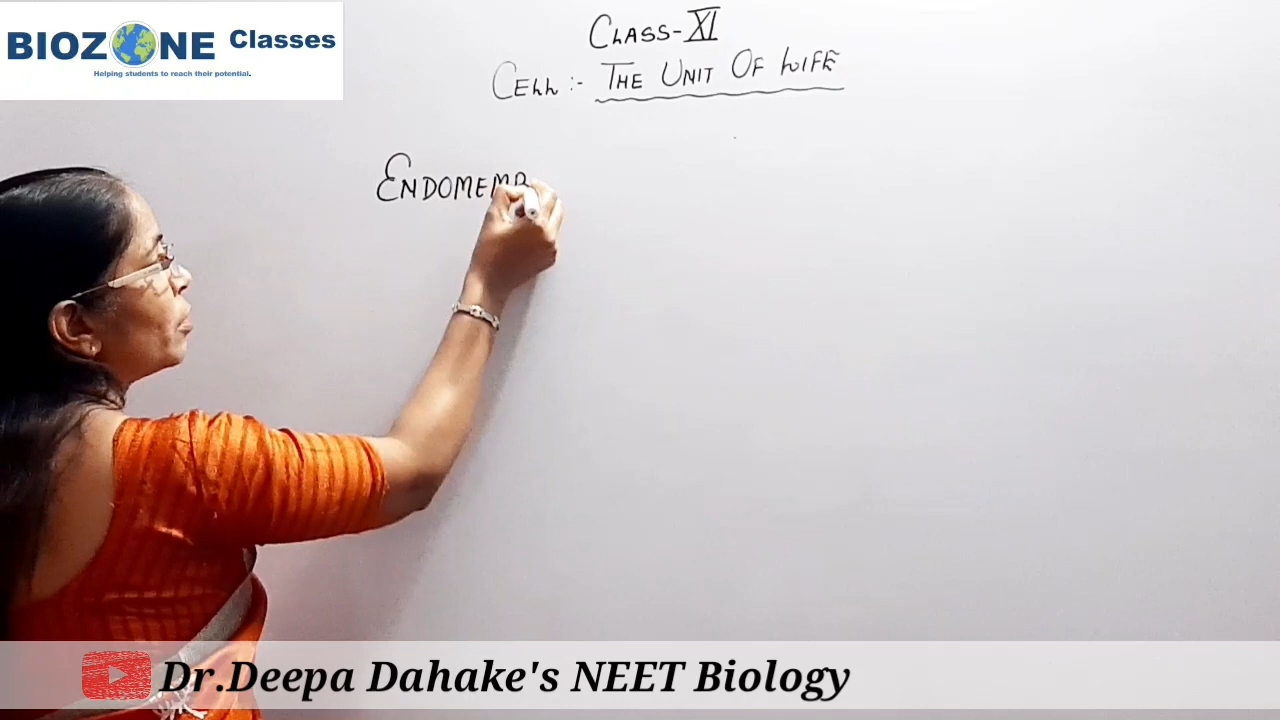 BIOZONE Classes
Helping students to reach their potential.
CLASS-XI
CELL :- THE UNIT OF LIFE
ENDOMEMB
Dr.Deepa Dahake's NEET Biology